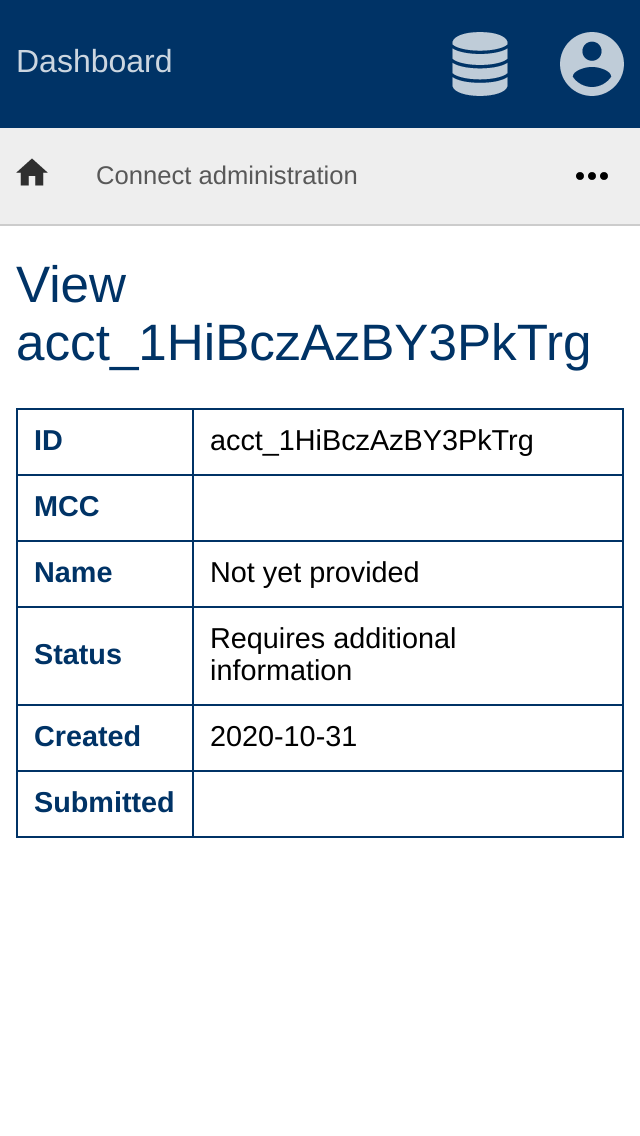 Dashboard
Connect administration
View
acct_1HiBczAzBY3PkTrg
ID acct_1HiBczAzBY3PkTrg
MCC
Name Not yet provided
Status Requires additional
information
Created 2020-10-31
Submitted